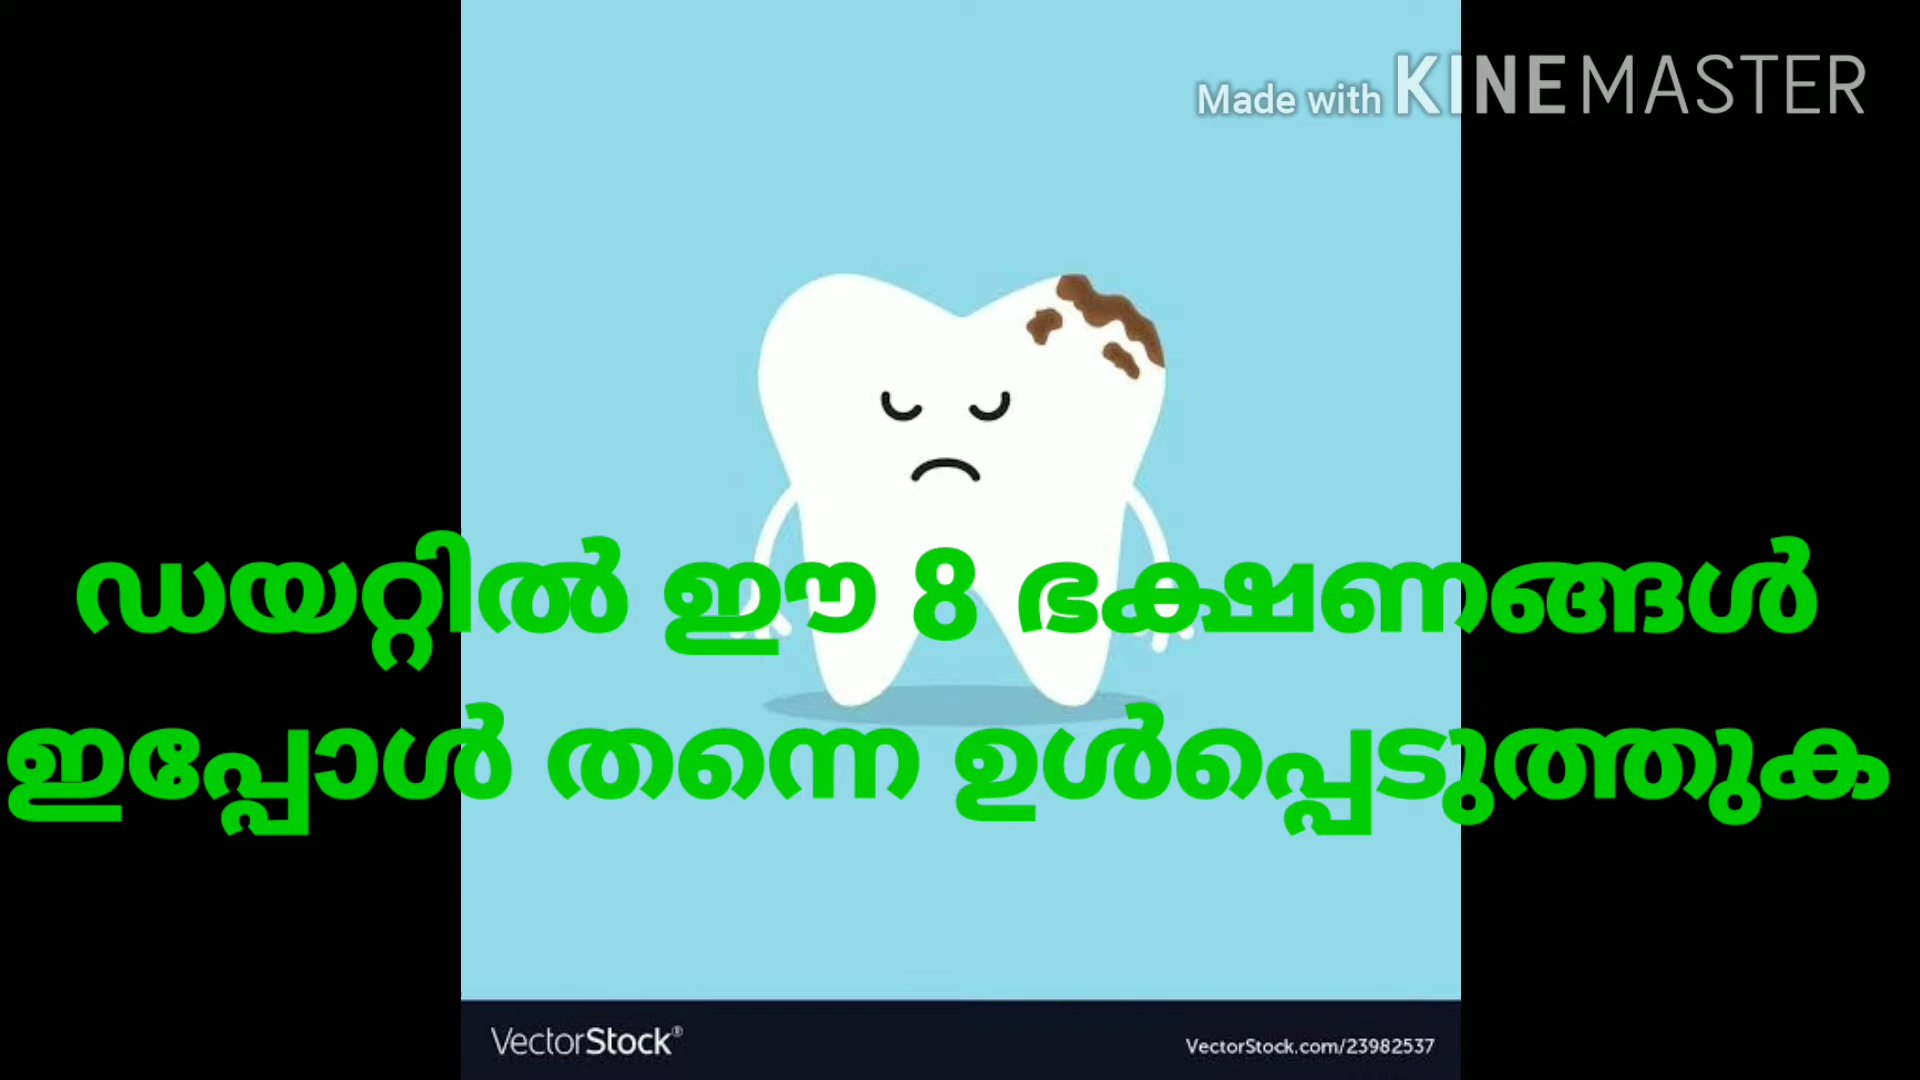 Made with KINEMASTER
ഡയറ്റിൽ ഈ 8 ഭക്ഷണങ്ങൾ
ഇപ്പോൾ തന്നെ ഉൾപ്പെടുത്തുക
VectorStock®
VectorStock.com/23982537